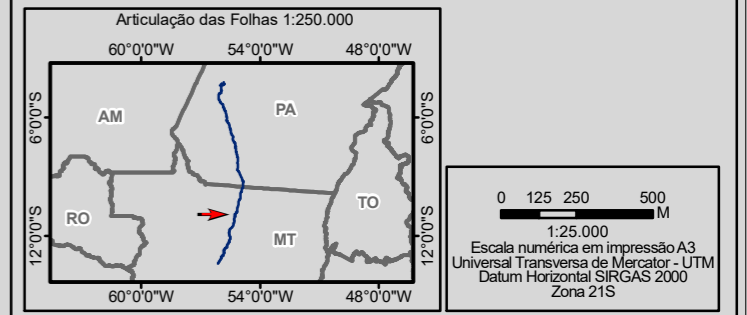 Articulação das Folhas 1:250.000
60°0'0"W 54°0'0"W 48°0'0"W
6°0'0"S 6°0'0"S
AM PA
RO TO
MT
12°0'0"S 12°0'0"S
60°0'0"W 54°0'0"W 48°0'0"W
0 125 250 500
M
1:25.000
Escala numérica em impressão A3
Universal Transversa de Mercator - UTM
Datum Horizontal SIRGAS 2000
Zona 21S